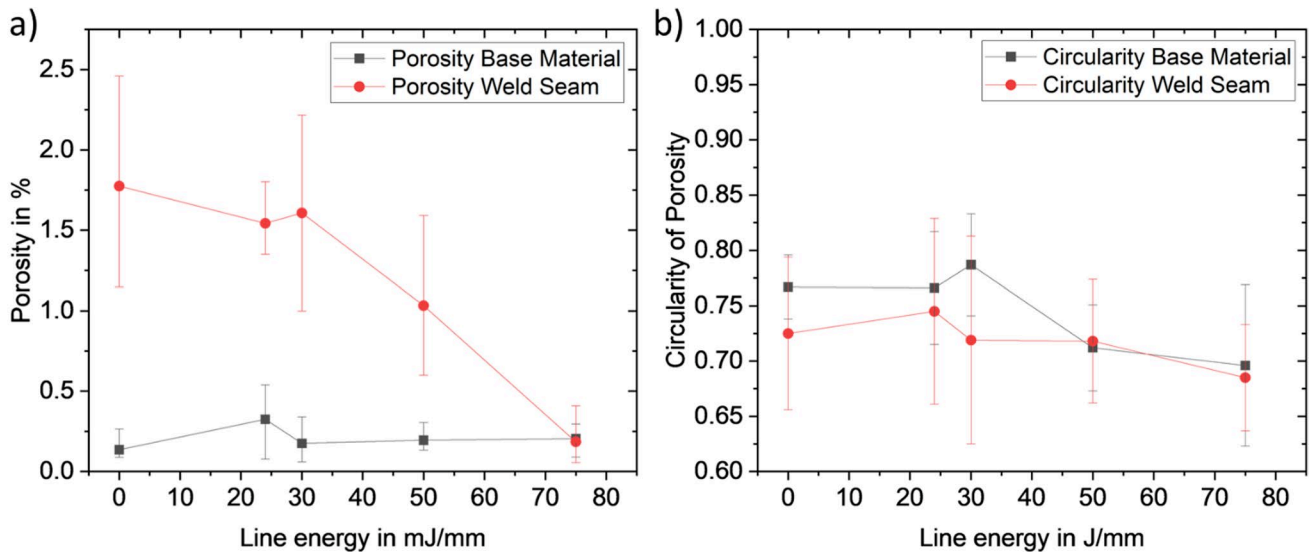 a)
Porosity Base Material
Porosity Weld Seam
Porosity in %
2.5
2.0
1.5
1.0
0.5
0.0
0 10 20 30 40 50 60 70 80
Line energy in mJ/mm
b)
Circularity Base Material
Circularity Weld Seam
Circularity of Porosity
1.00
0.95
0.90
0.85
0.80
0.75
0.70
0.65
0.60
0 10 20 30 40 50 60 70 80
Line energy in J/mm